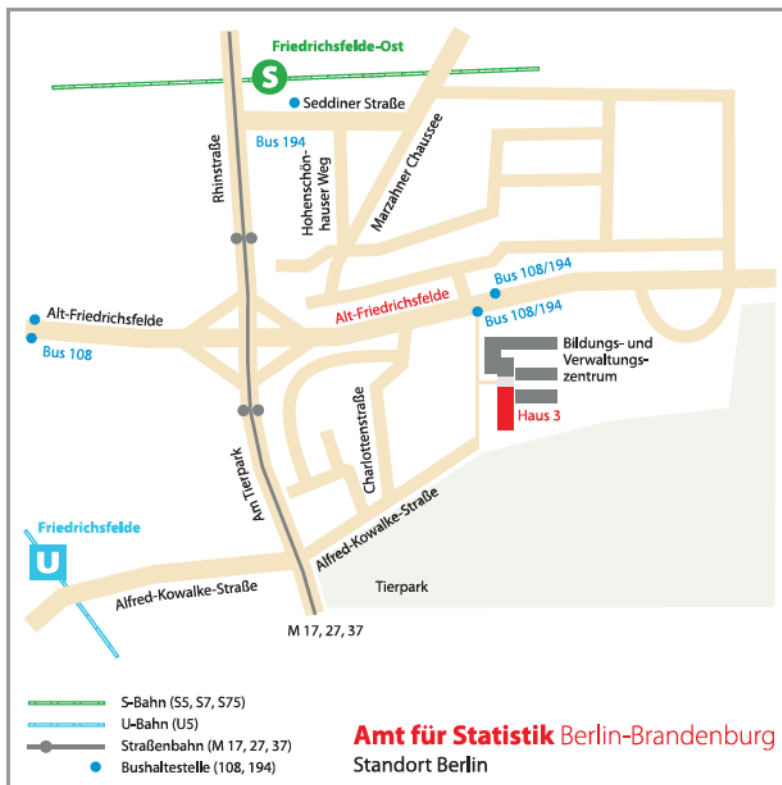 Friedrichsfelde-Ost
S
Seddiner Straße
Bus 194
Rhinstraße
Hohenschön-
hauser Weg
Marzahner Chaussee
Bus 108/194
Alt-Friedrichsfelde
Alt-Friedrichsfelde
Bus 108/194
Bus 108
Bildungs- und
Verwaltungs-
zentrum
Haus 3
Charlottenstraße
Am Tierpark
Friedrichsfelde
U
Alfred-Kowalke-Straße
Alfred-Kowalke-Straße
Tierpark
M 17, 27, 37
S-Bahn (S5, S7, S75)
U-Bahn (U5)
Straßenbahn (M 17, 27, 37)
Bushaltestelle (108, 194)
Amt für Statistik Berlin-Brandenburg
Standort Berlin